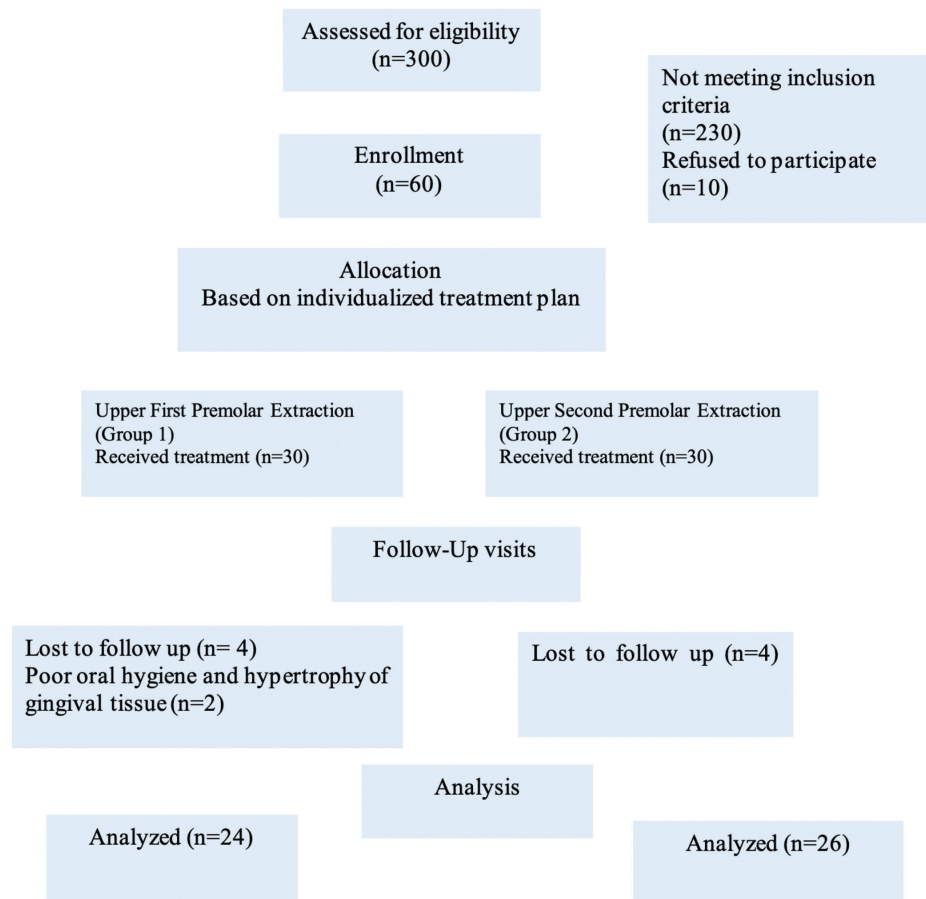 Assessed for eligibility
(n=300)
Not meeting inclusion
criteria
(n=230)
Refused to participate
(n=10)
Enrollment
(n=60)
Allocation
Based on individualized treatment plan
Upper First Premolar Extraction
(Group 1)
Received treatment (n=30)
Upper Second Premolar Extraction
(Group 2)
Received treatment (n=30)
Follow-Up visits
Lost to follow up (n= 4)
Poor oral hygiene and hypertrophy of
gingival tissue (n=2)
Lost to follow up (n=4)
Analysis
Analyzed (n=24)
Analyzed (n=26)